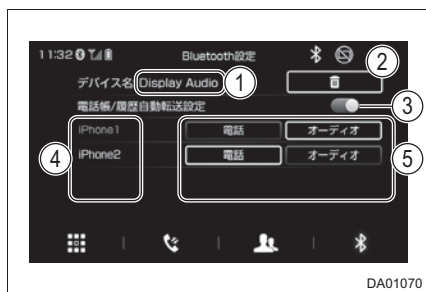 11:32 Bluetooth設定
デバイス名 Display Audio ① ②
電話帳/履歴自動転送設定 ③
iPhone1 電話 オーディオ
④ ⑤
iPhone2 電話 オーディオ
DA01070